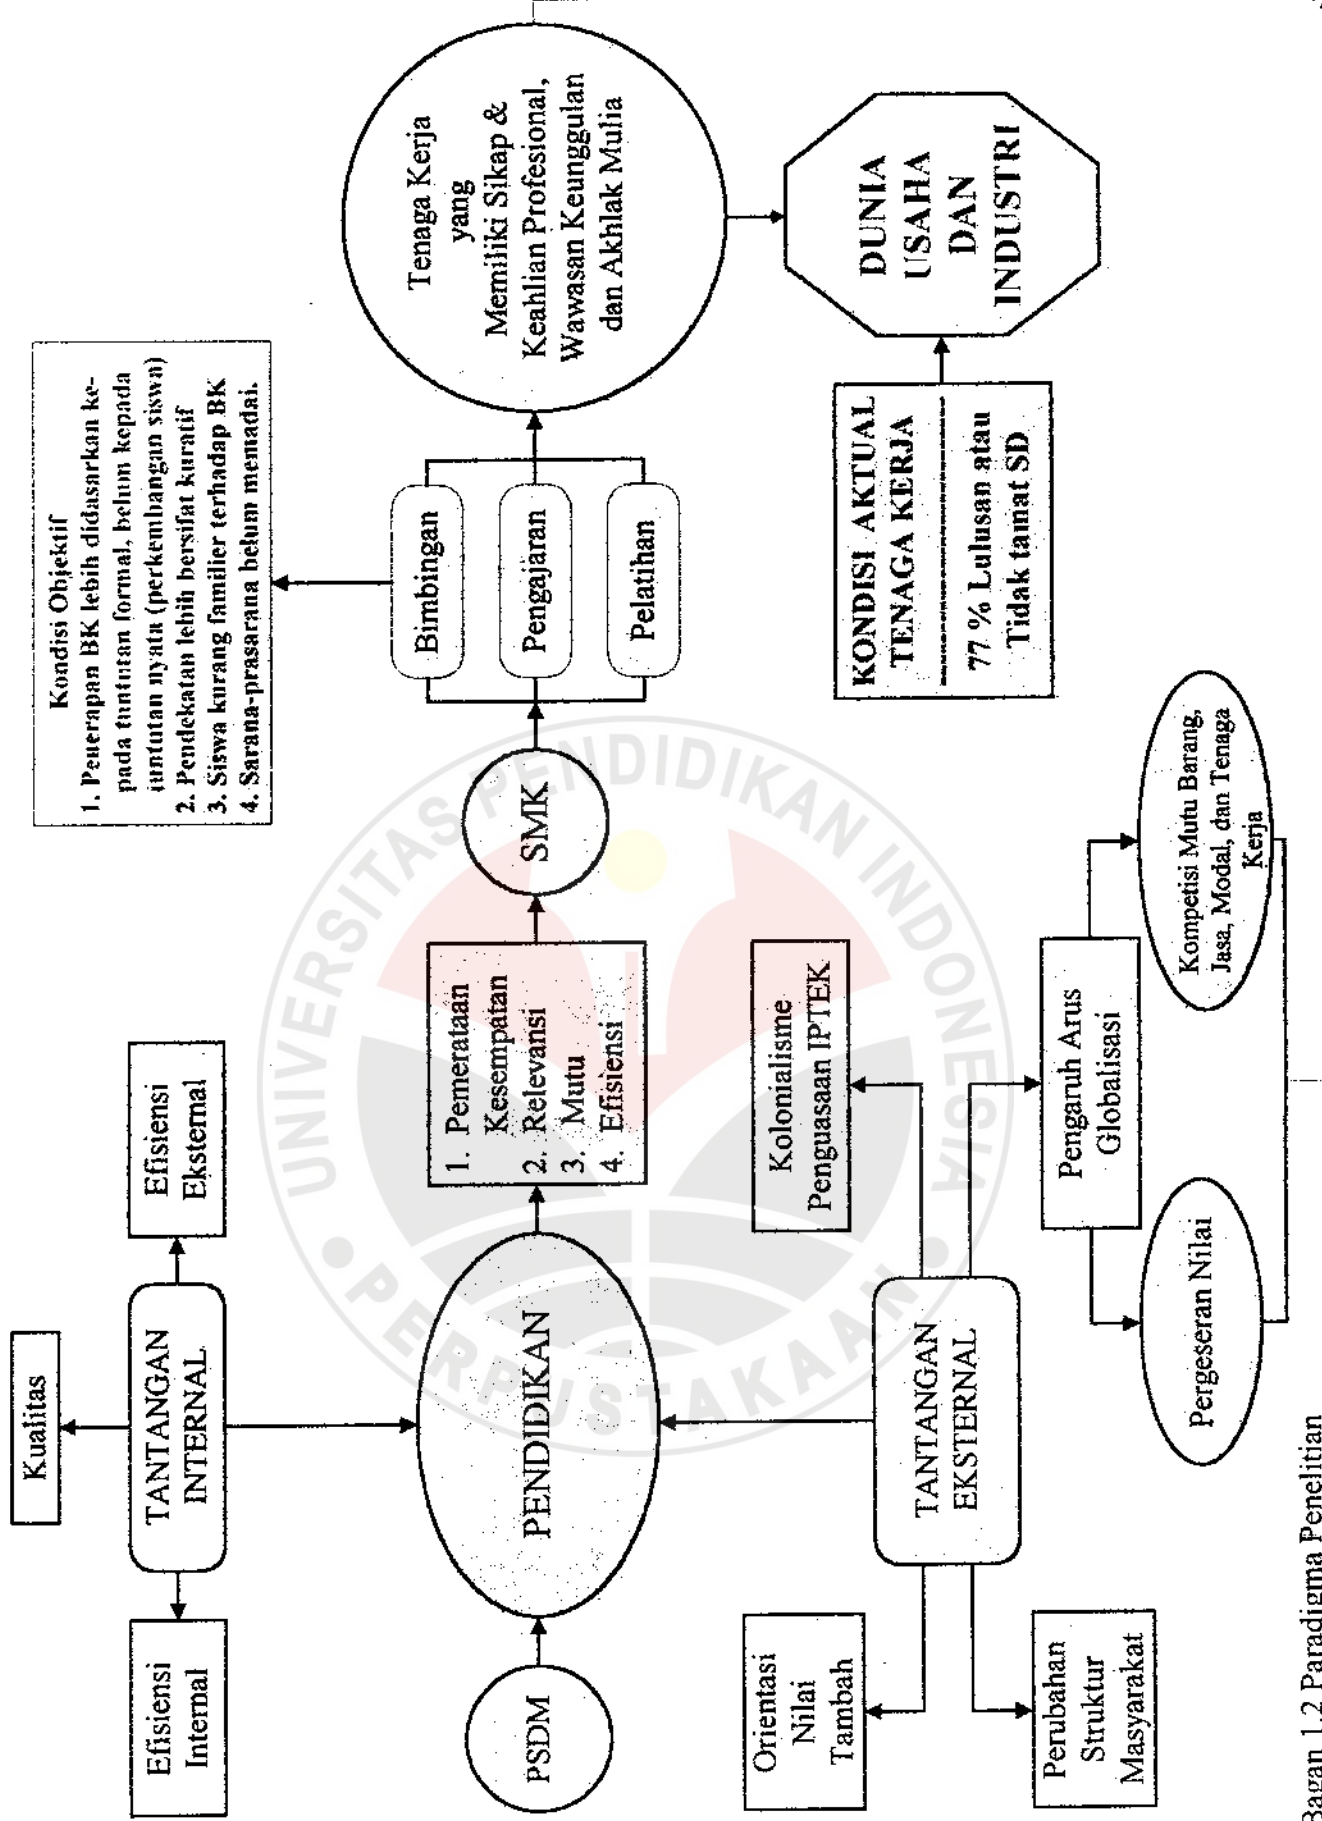 Kualitas
Efisiensi
Internal
TANTANGAN
INTERNAL
Efisiensi
Eksternal
Kondisi Objektif
1. Penerapan BK lebih didasarkan ke-
pada tuntutan formal, belum kepada
tuntutan nyata (perkembangan siswa)
2. Pendekatan lebih bersifat kuratif
3. Siswa kurang familier terhadap BK
4. Sarana-prasarana belum memadai.
PSDM
PENDIDIKAN
1. Pemerataan
Kesempatan
2. Relevansi
3. Mutu
4. Efisiensi
SMK
Bimbingan
Pengajaran
Pelatihan
Tenaga Kerja
yang
Memiliki Sikap &
Keahlian Profesional,
Wawasan Keunggulan
dan Akhlak Mulia
Orientasi
Nilai
Tambah
Perubahan
Struktur
Masyarakat
TANTANGAN
EKSTERNAL
Kolonialisme
Penguasaan IPTEK
Pengaruh Arus
Globalisasi
Pergeseran Nilai
Kompetisi Mutu Barang,
Jasa, Modal, dan Tenaga
Kerja
KONDISI AKTUAL
TENAGA KERJA
77 % Lulusan atau
Tidak tamat SD
DUNIA
USAHA
DAN
INDUSTRI
Bagan 1.2 Paradigma Penelitian
UNIVERSITAS PENDIDIKAN INDONESIA
PERPUSTAKAAN